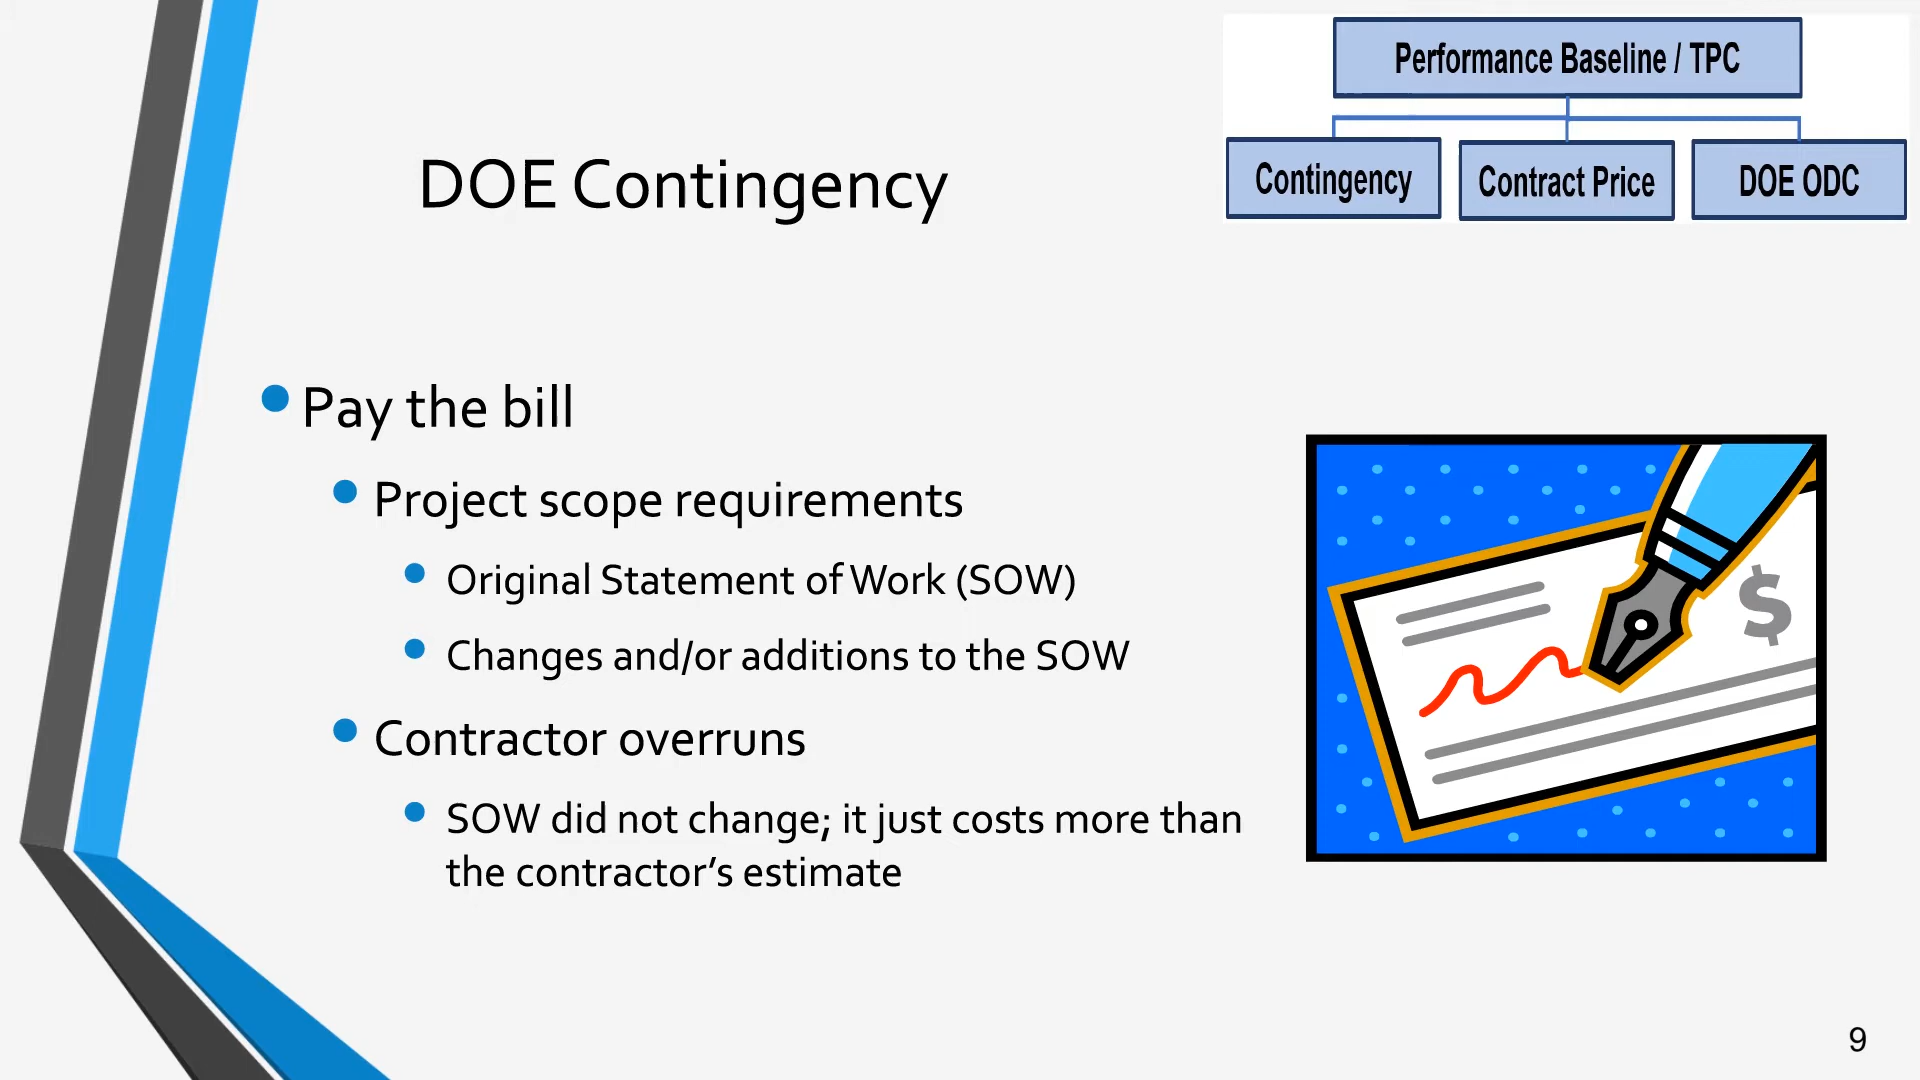 Performance Baseline / TPC
Contingency
Contract Price
DOE ODC
DOE Contingency
Pay the bill
Project scope requirements
Original Statement of Work (SOW)
Changes and/or additions to the SOW
Contractor overruns
SOW did not change; it just costs more than
the contractor’s estimate
$
9